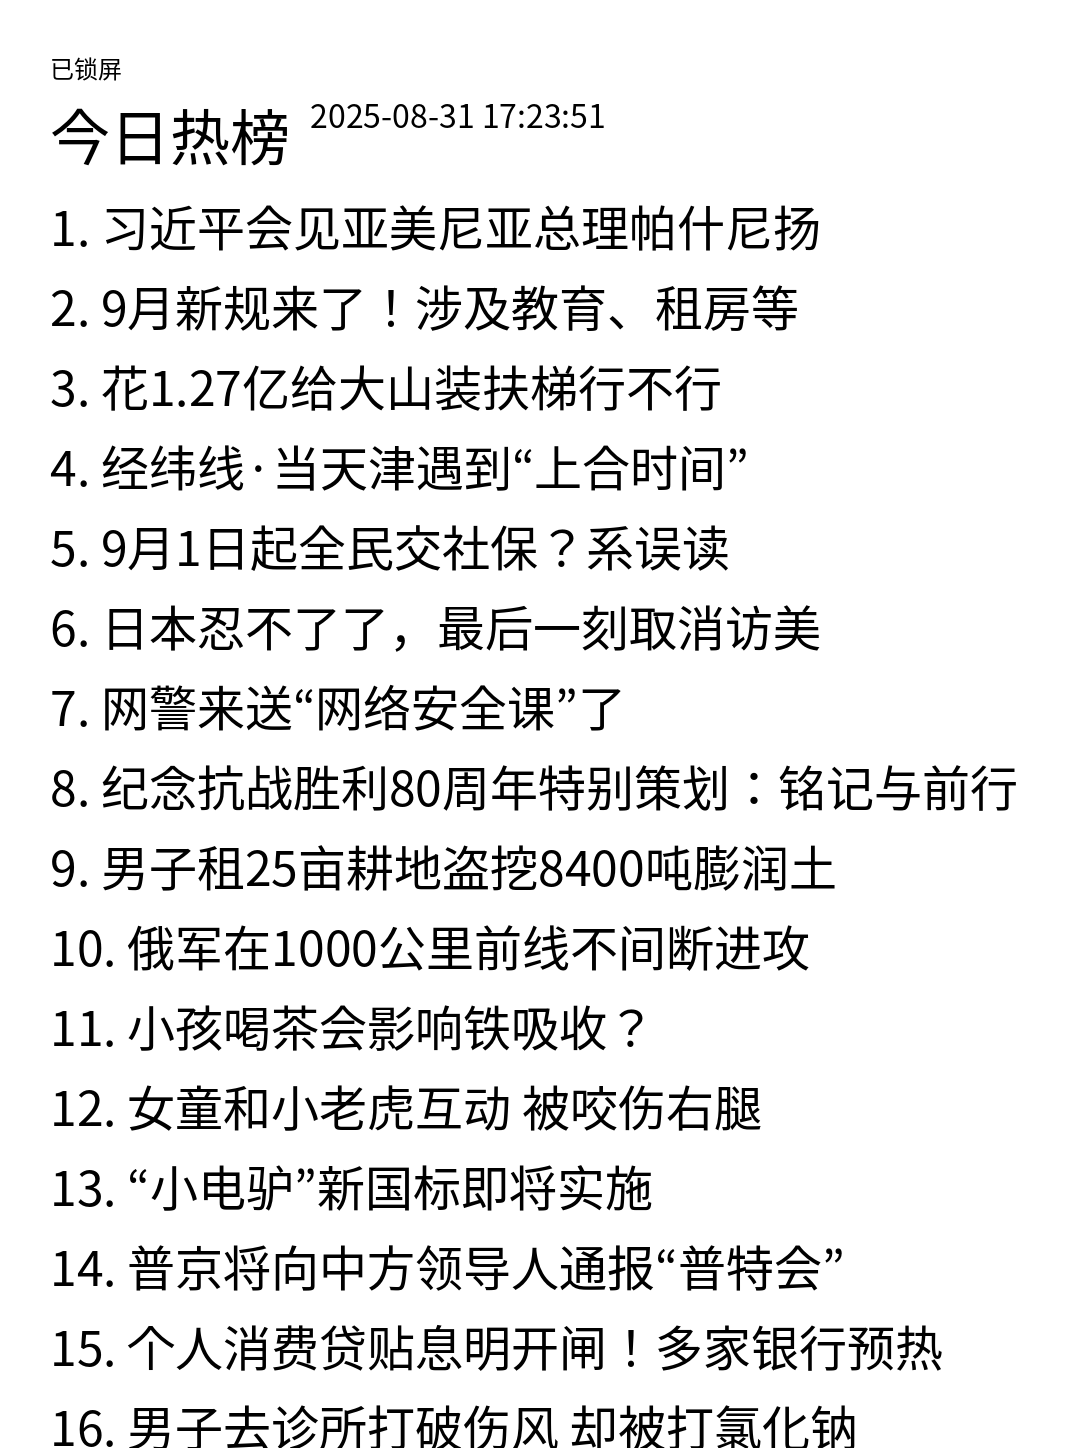 已锁屏
今日热榜 2025-08-31 17:23:51
1. 习近平会见亚美尼亚总理帕什尼扬
2. 9月新规来了！涉及教育、租房等
3. 花1.27亿给大山装扶梯行不行
4. 经纬线·当天津遇到“上合时间”
5. 9月1日起全民交社保？系误读
6. 日本忍不了了，最后一刻取消访美
7. 网警来送“网络安全课”了
8. 纪念抗战胜利80周年特别策划：铭记与前行
9. 男子租25亩耕地盗挖8400吨膨润土
10. 俄军在1000公里前线不间断进攻
11. 小孩喝茶会影响铁吸收？
12. 女童和小老虎互动 被咬伤右腿
13. “小电驴”新国标即将实施
14. 普京将向中方领导人通报“普特会”
15. 个人消费贷贴息明开闸！多家银行预热
16. 男子去诊所打破伤风 却被打氯化钠